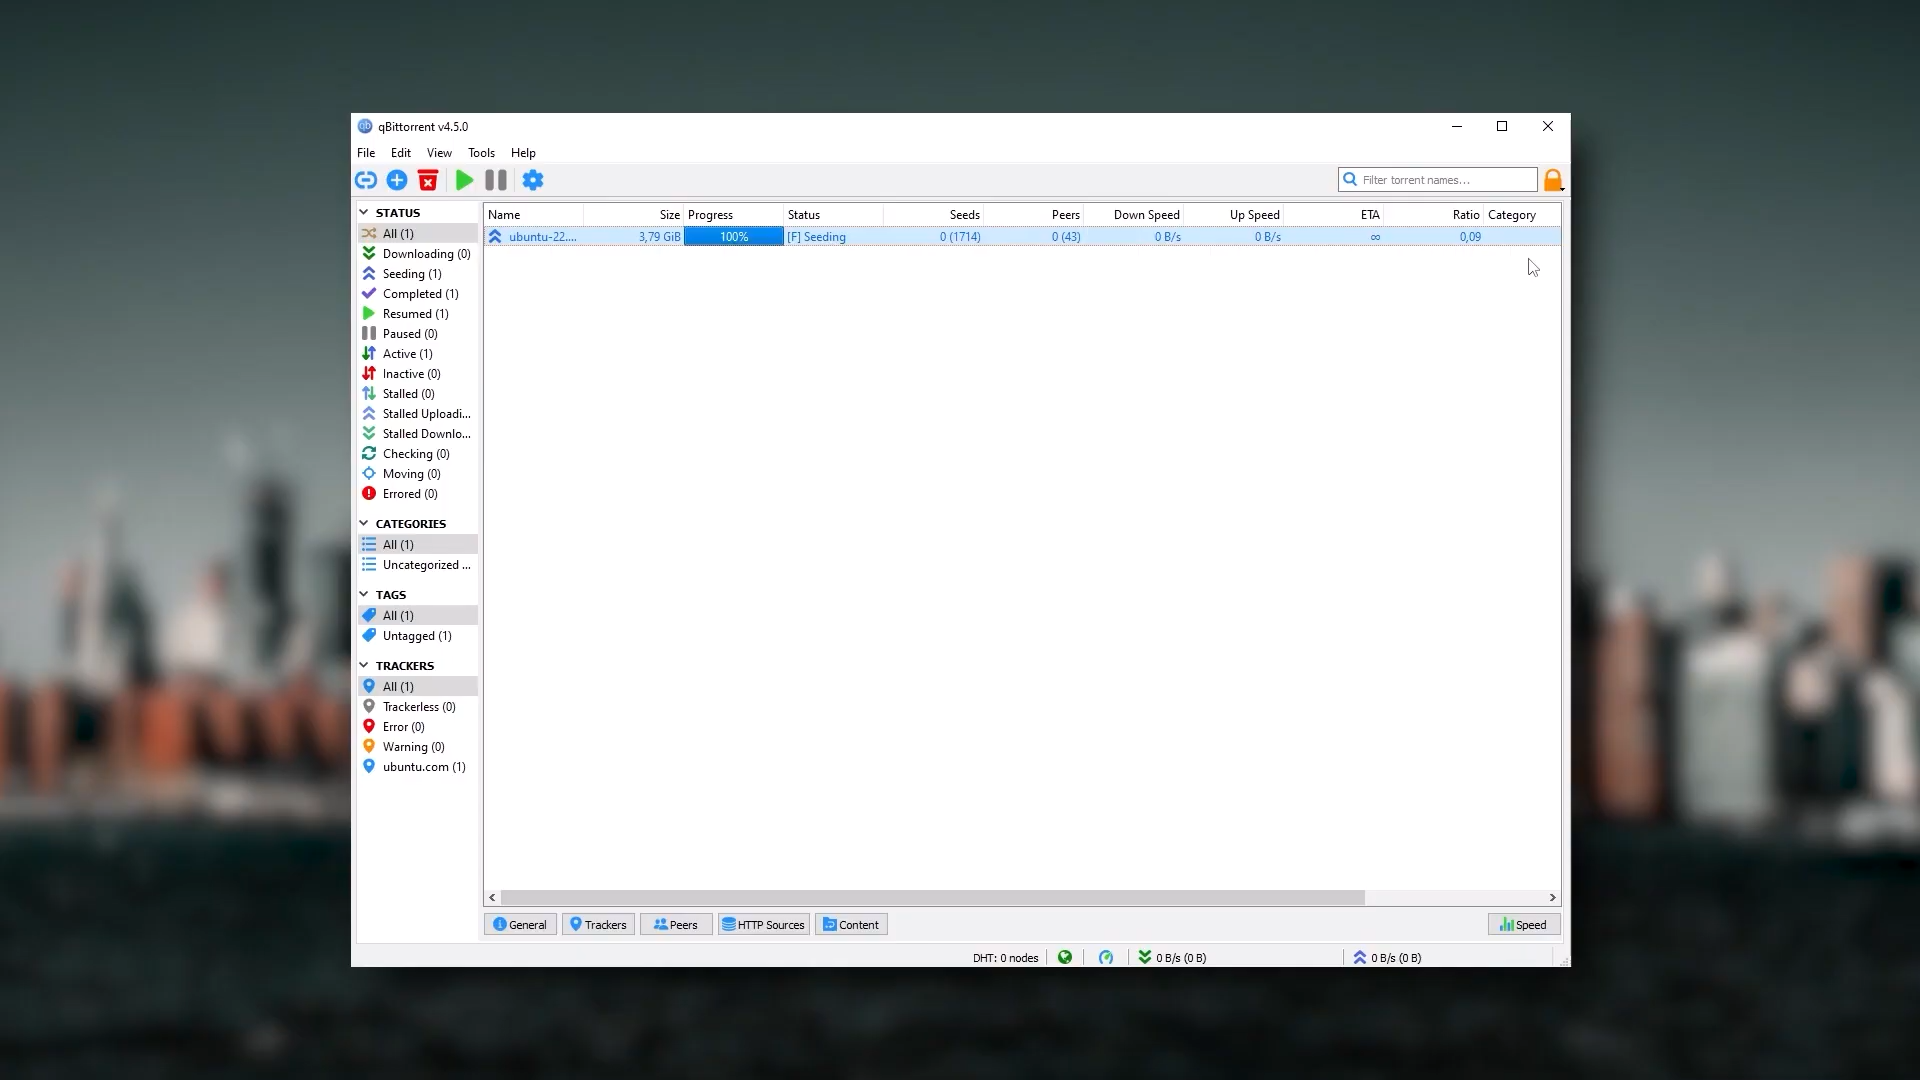 qBittorrent v4.5.0
File Edit View Tools Help
Filter torrent names...
STATUS
All (1)
Downloading (0)
Seeding (1)
Completed (1)
Resumed (1)
Paused (0)
Active (1)
Inactive (0)
Stalled (0)
Stalled Uploadi...
Stalled Downlo...
Checking (0)
Moving (0)
Errored (0)
CATEGORIES
All (1)
Uncategorized ...
TAGS
All (1)
Untagged (1)
TRACKERS
All (1)
Trackerless (0)
Error (0)
Warning (0)
ubuntu.com (1)
Name Size Progress Status Seeds Peers Down Speed Up Speed ETA Ratio Category
ubuntu-22.... 3,79 GiB 100% [F] Seeding 0 (1714) 0 (43) 0 B/s 0 B/s ∞ 0,09
General Trackers Peers HTTP Sources Content Speed
DHT: 0 nodes 0 B/s (0 B) 0 B/s (0 B)